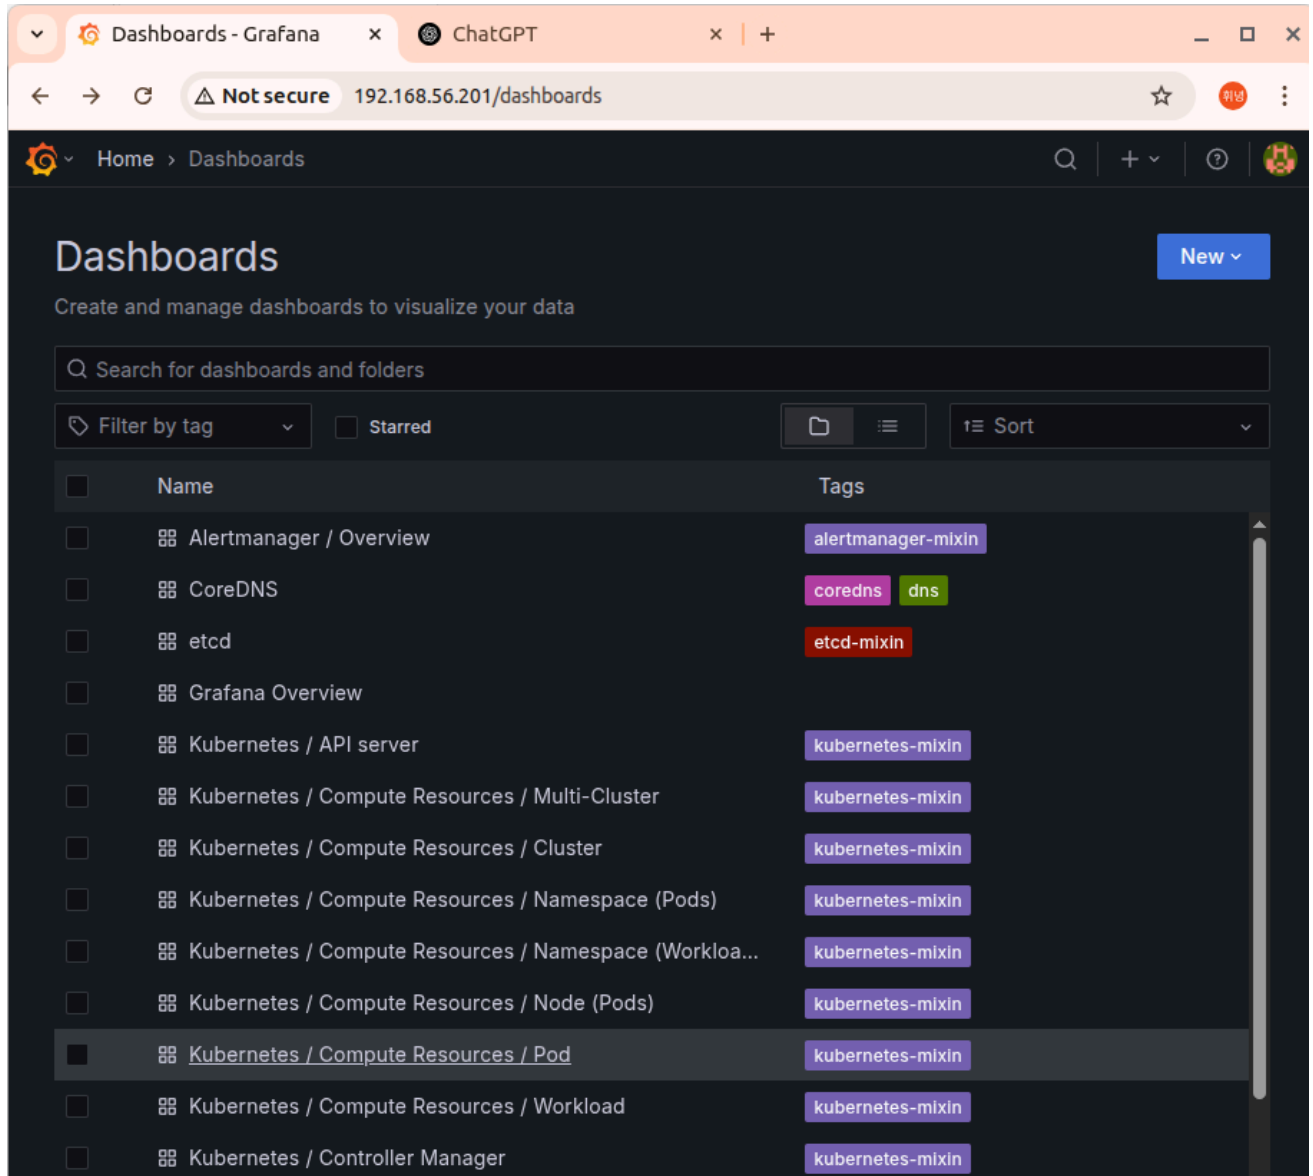 Dashboards - Grafana
ChatGPT
Not secure 192.168.56.201/dashboards
휘녕
Home › Dashboards
Dashboards
New
Create and manage dashboards to visualize your data
Search for dashboards and folders
Filter by tag
Starred
Sort
Name Tags
Alertmanager / Overview alertmanager-mixin
CoreDNS coredns dns
etcd etcd-mixin
Grafana Overview
Kubernetes / API server kubernetes-mixin
Kubernetes / Compute Resources / Multi-Cluster kubernetes-mixin
Kubernetes / Compute Resources / Cluster kubernetes-mixin
Kubernetes / Compute Resources / Namespace (Pods) kubernetes-mixin
Kubernetes / Compute Resources / Namespace (Workloa... kubernetes-mixin
Kubernetes / Compute Resources / Node (Pods) kubernetes-mixin
Kubernetes / Compute Resources / Pod kubernetes-mixin
Kubernetes / Compute Resources / Workload kubernetes-mixin
Kubernetes / Controller Manager kubernetes-mixin